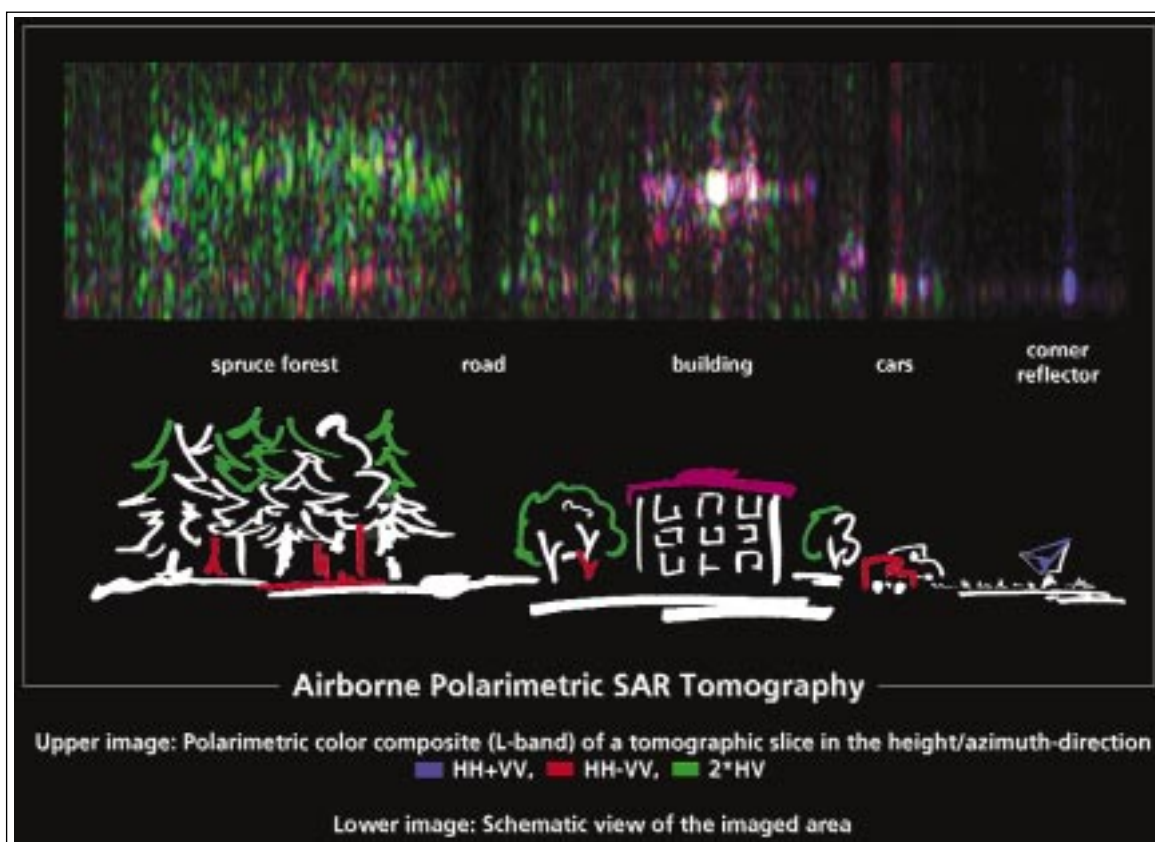 spruce forest road building cars corner reflector
Airborne Polarimetric SAR Tomography
Upper image: Polarimetric color composite (L-band) of a tomographic slice in the height/azimuth-direction
HH+VV, HH-VV, 2*HV
Lower image: Schematic view of the imaged area